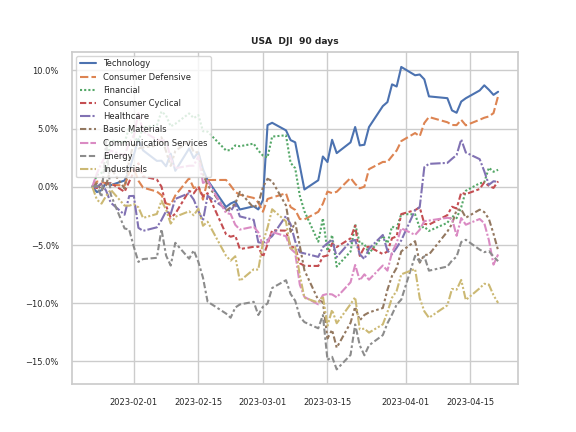 USA  DJI  90 days
Technology
Consumer Defensive
Financial
Consumer Cyclical
Healthcare
Basic Materials
Communication Services
Energy
Industrials
10.0%
5.0%
0.0%
−5.0%
−10.0%
−15.0%
2023-02-01 2023-02-15 2023-03-01 2023-03-15 2023-04-01 2023-04-15